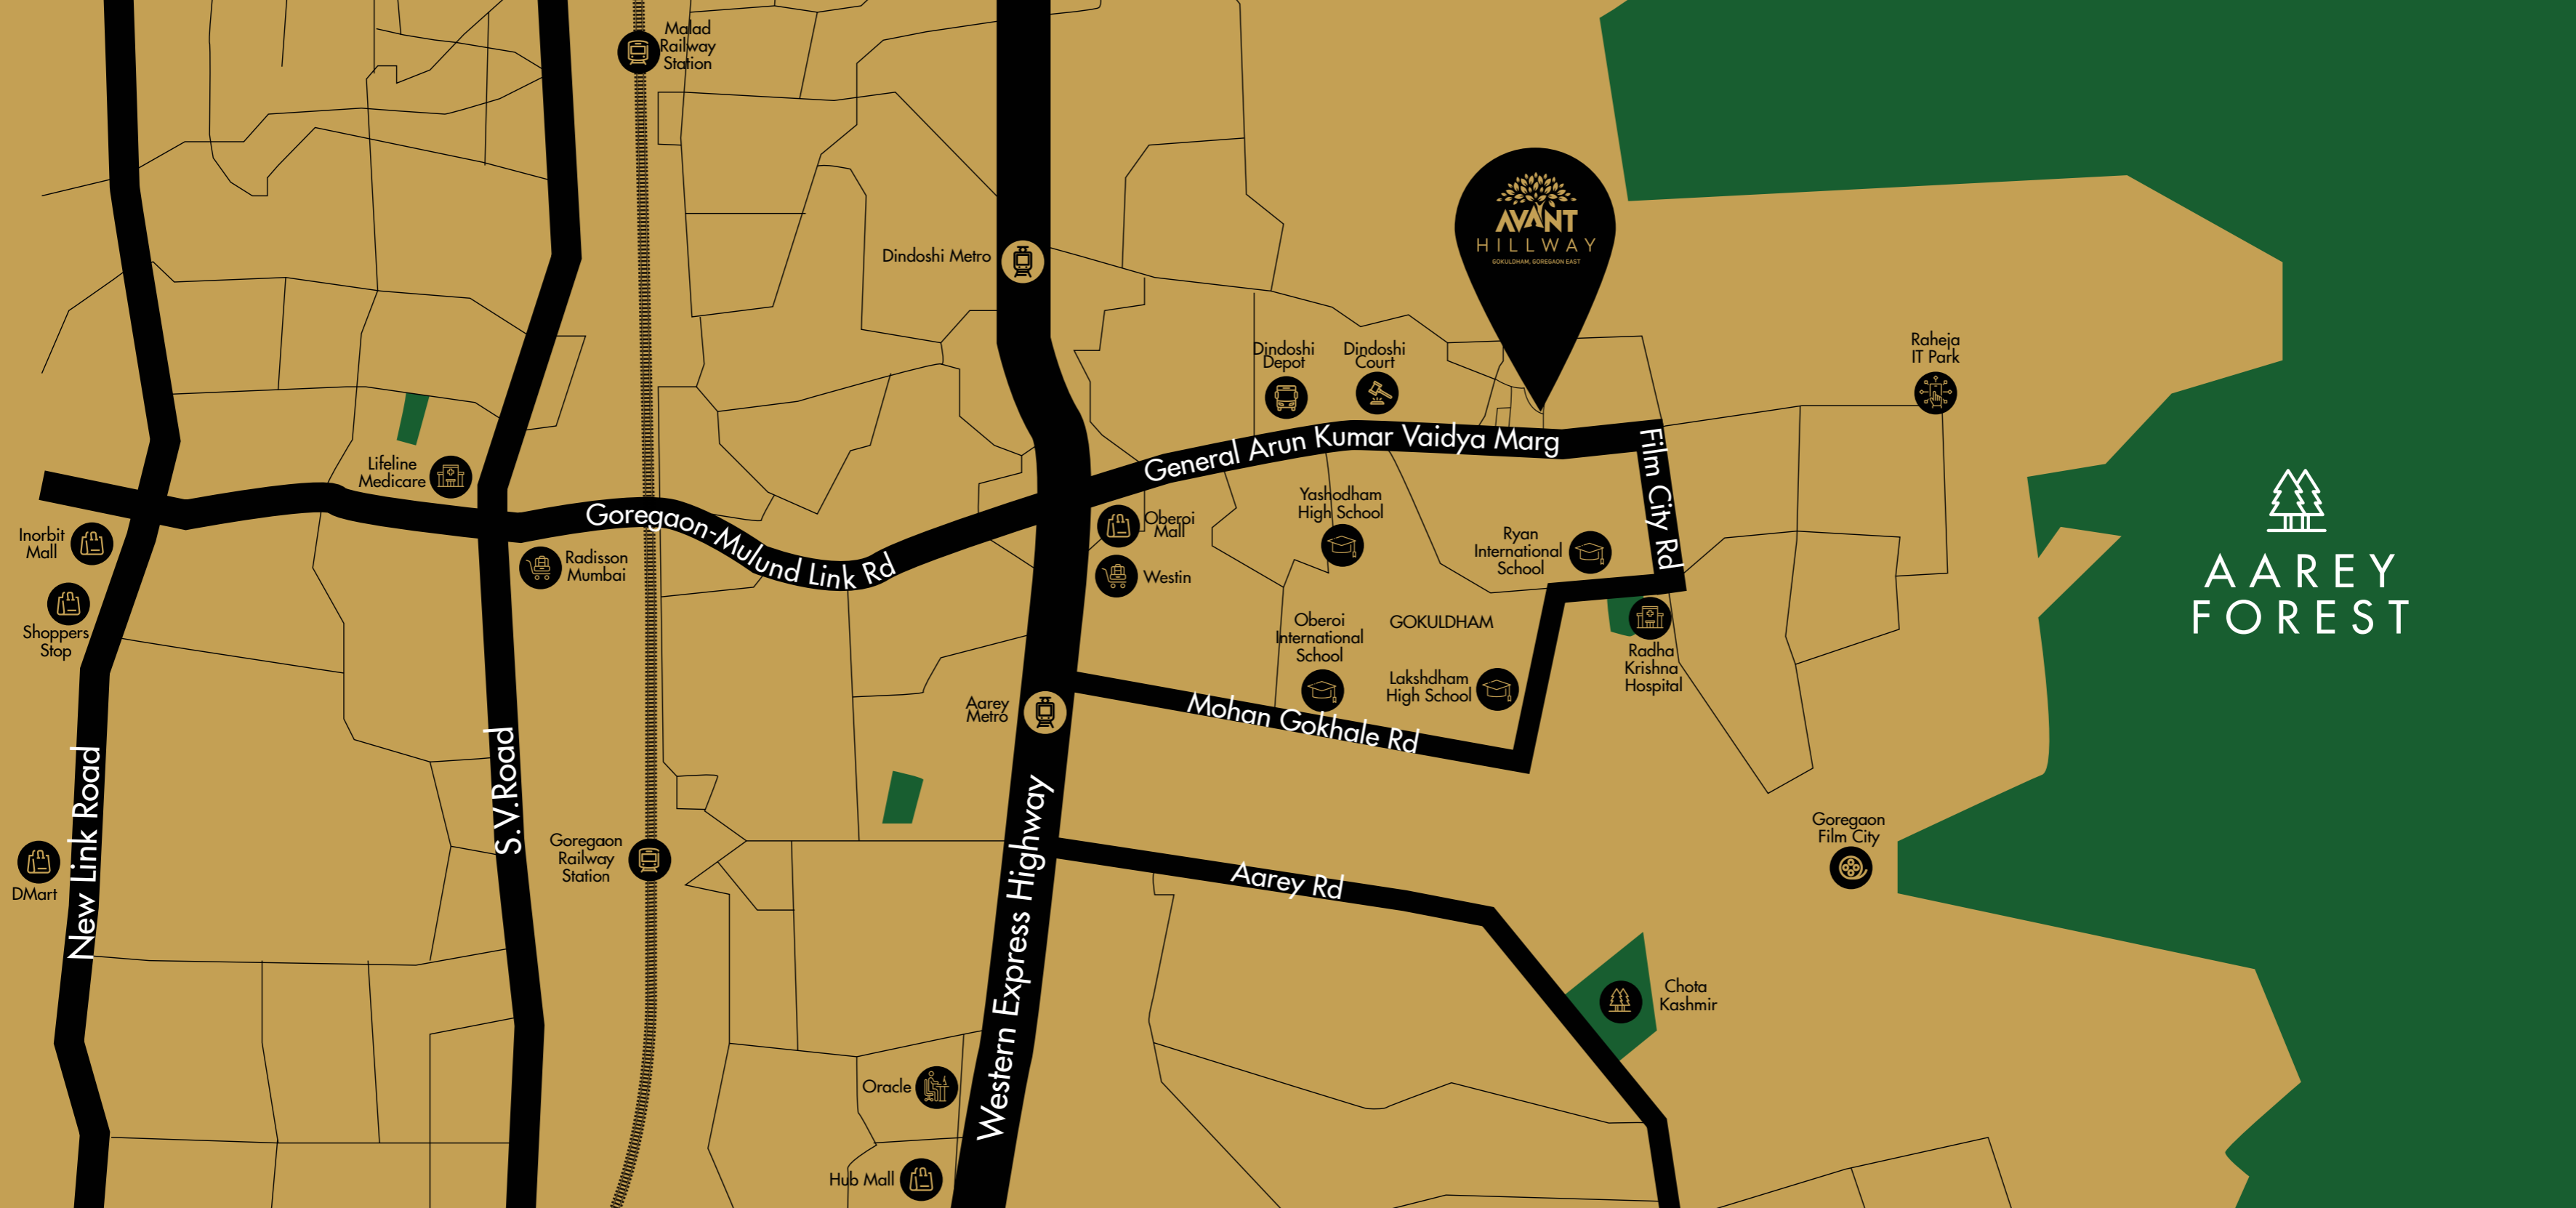 Malad
Railway
Station
AVANT
HILLWAY
GOKULDHAM, GOREGAON EAST
Dindoshi Metro
Dindoshi
Depot
Dindoshi
Court
Raheja
IT Park
General Arun Kumar Vaidya Marg
Film City Rd
Lifeline
Medicare
Goregaon-Mulund Link Rd
Inorbit
Mall
Shoppers
Stop
Radisson
Mumbai
Oberoi
Mall
Westin
Yashodham
High School
Ryan
International
School
AAREY
FOREST
Oberoi
International
School
GOKULDHAM
Lakshdham
High School
Radha
Krishna
Hospital
Aarey
Metro
Mohan Gokhale Rd
New Link Road
S.V.Road
Western Express Highway
DMart
Goregaon
Railway
Station
Aarey Rd
Goregaon
Film City
Chota
Kashmir
Oracle
Hub Mall